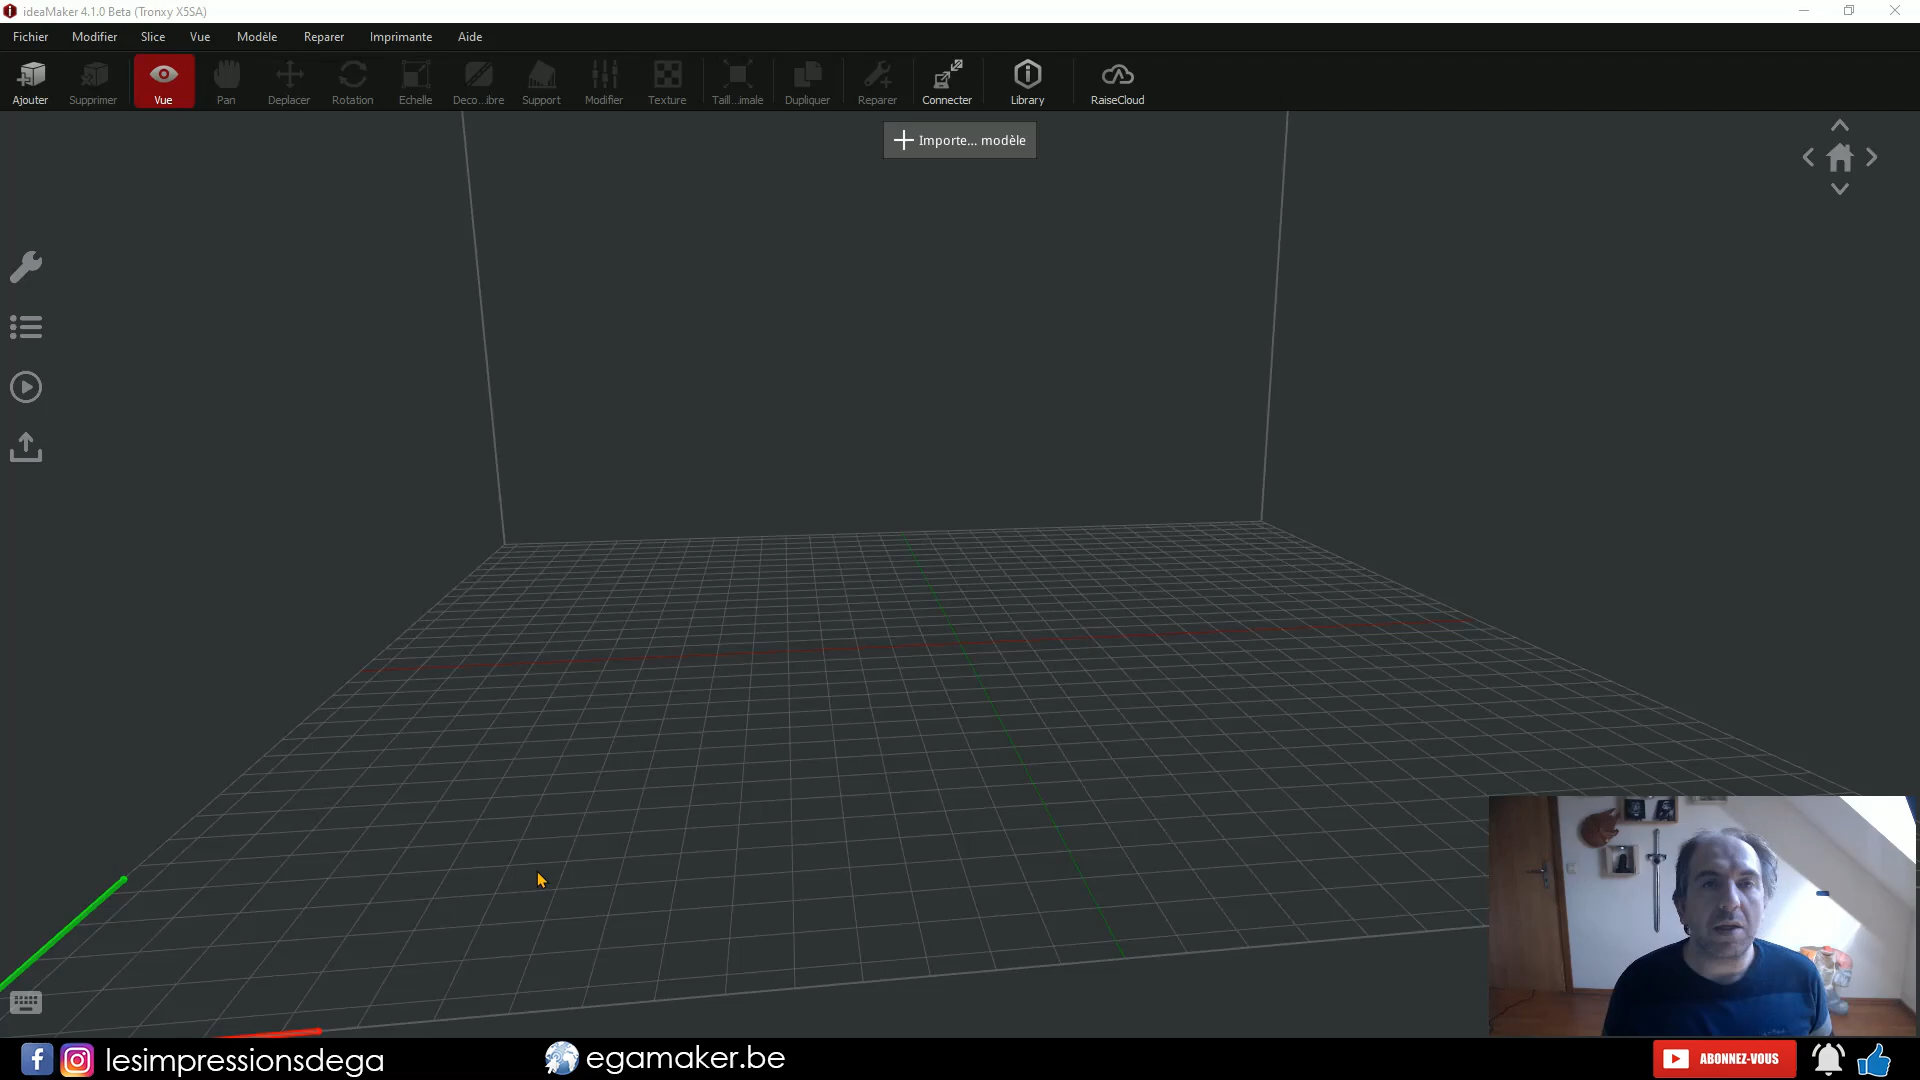 ideaMaker 4.1.0 Beta (Tronxy X5SA)
Fichier Modifier Slice Vue Modèle Reparer Imprimante Aide
Ajouter Supprimer Vue Pan Deplacer Rotation Echelle Deco...ibre Support Modifier Texture Taill...imale Dupliquer Reparer Connecter Library RaiseCloud
Importe... modèle
lesimpressionsdega egamaker.be ABONNEZ-VOUS